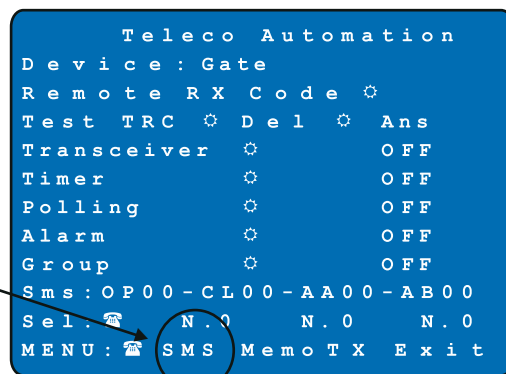 Teleco Automation
Device: Gate
Remote RX Code ☼
Test TRC ☼ Del ☼ Ans
Transceiver ☼ OFF
Timer ☼ OFF
Polling ☼ OFF
Alarm ☼ OFF
Group ☼ OFF
Sms:OP00-CL00-AA00-AB00
Sel:☎ N.0 N.0 N.0
MENU:☎ SMS MemoTX Exit